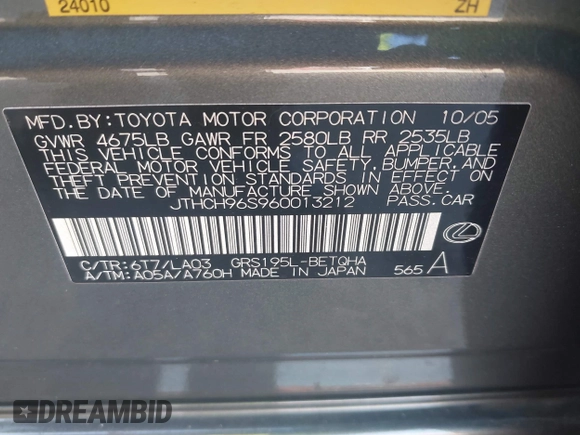 24010 ZH
MFD.BY:TOYOTA MOTOR CORPORATION 10/05
GVWR 4675LB GAWR FR 2580LB RR 2535LB
THIS VEHICLE CONFORMS TO ALL APPLICABLE
FEDERAL MOTOR VEHICLE SAFETY, BUMPER, AND
THEFT PREVENTION STANDARDS IN EFFECT ON
THE DATE OF MANUFACTURE SHOWN ABOVE.
JTHCH96S960013212 PASS.CAR
C/TR:6T7/LA03 GRS195L-BETQHA
A/TM:A05A/A760H MADE IN JAPAN 565 A
DREAMBID